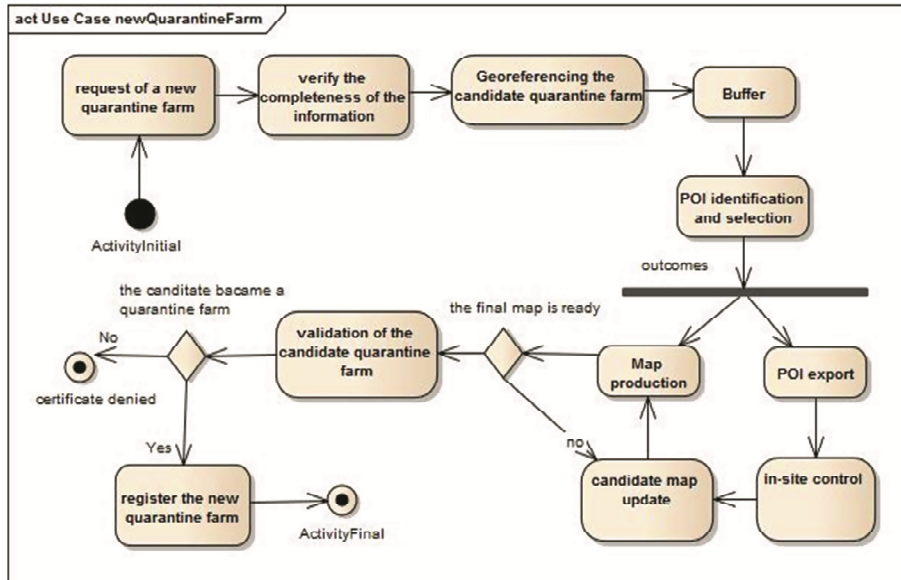 act Use Case newQuarantineFarm
request of a new
quarantine farm
verify the
completeness of the
information
Georeferencing the
candidate quarantine farm
Buffer
ActivityInitial
POI identification
and selection
outcomes
the canditate bacame a
quarantine farm
the final map is ready
No
validation of the
candidate quarantine
farm
Map
production
POI export
certificate denied
Yes
no
register the new
quarantine farm
ActivityFinal
candidate map
update
in-site control